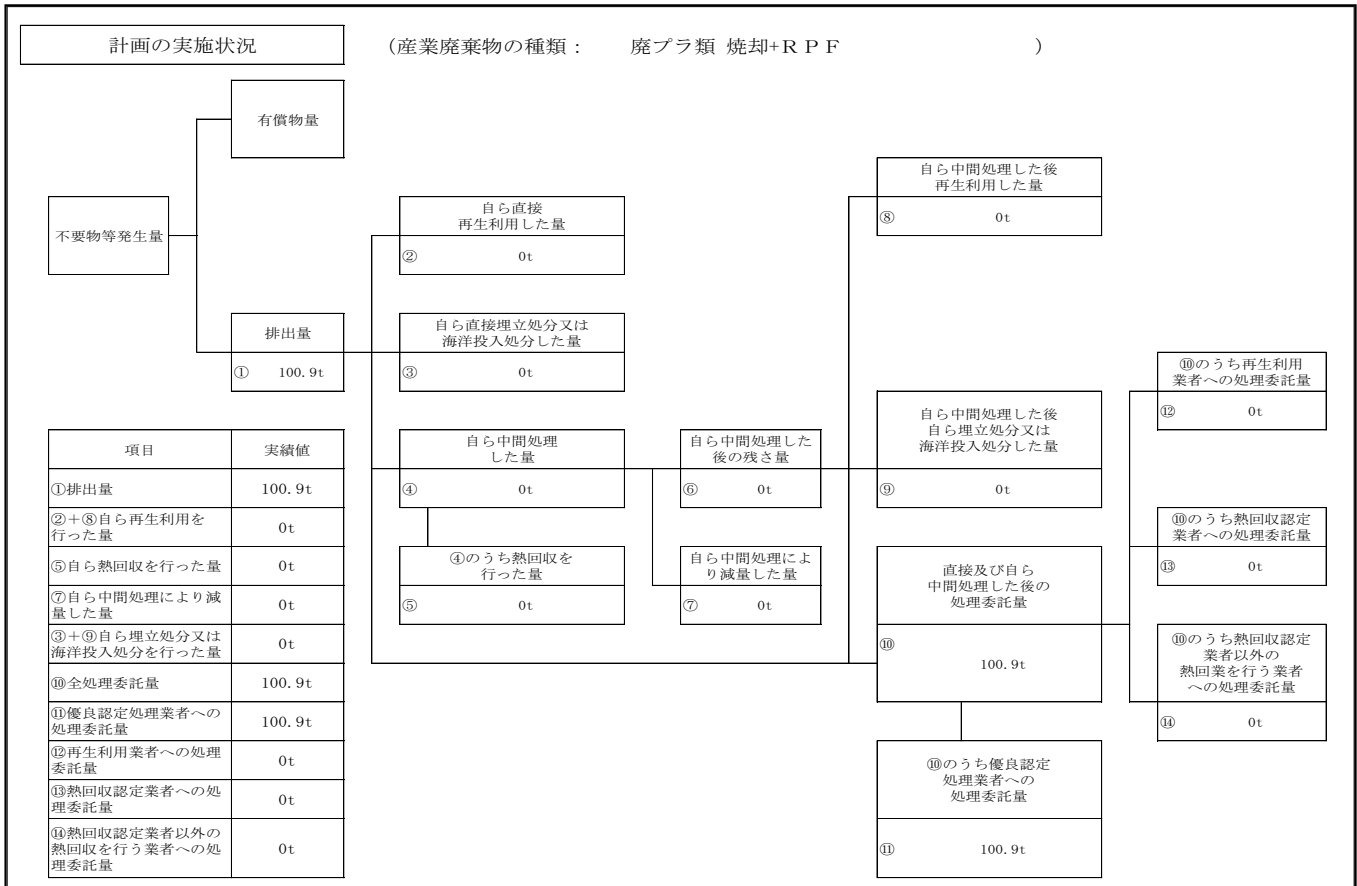 計画の実施状況
(産業廃棄物の種類： 廃プラ類 焼却+ＲＰＦ )
有償物量
不要物等発生量
排出量
① 100.9t
自ら直接
再生利用した量
② 0t
自ら直接埋立処分又は
海洋投入処分した量
③ 0t
自ら中間処理
した量
④ 0t
④のうち熱回収を
行った量
⑤ 0t
自ら中間処理した
後の残さ量
⑥ 0t
自ら中間処理によ
り減量した量
⑦ 0t
自ら中間処理した後
再生利用した量
⑧ 0t
自ら中間処理した後
自ら埋立処分又は
海洋投入処分した量
⑨ 0t
直接及び自ら
中間処理した後の
処理委託量
⑩
100.9t
⑩のうち優良認定
処理業者への
処理委託量
⑪ 100.9t
⑩のうち再生利用
業者への処理委託量
⑫ 0t
⑩のうち熱回収認定
業者への処理委託量
⑬ 0t
⑩のうち熱回収認定
業者以外の
熱回業を行う業者
への処理委託量
⑭ 0t
項目 実績値
①排出量 100.9t
②＋⑧自ら再生利用を
行った量 0t
⑤自ら熱回収を行った量 0t
⑦自ら中間処理により減
量した量 0t
③＋⑨自ら埋立処分又は
海洋投入処分を行った量 0t
⑩全処理委託量 100.9t
⑪優良認定処理業者への
処理委託量 100.9t
⑫再生利用業者への処理
委託量 0t
⑬熱回収認定業者への処
理委託量 0t
⑭熱回収認定業者以外の
熱回収を行う業者への処
理委託量 0t